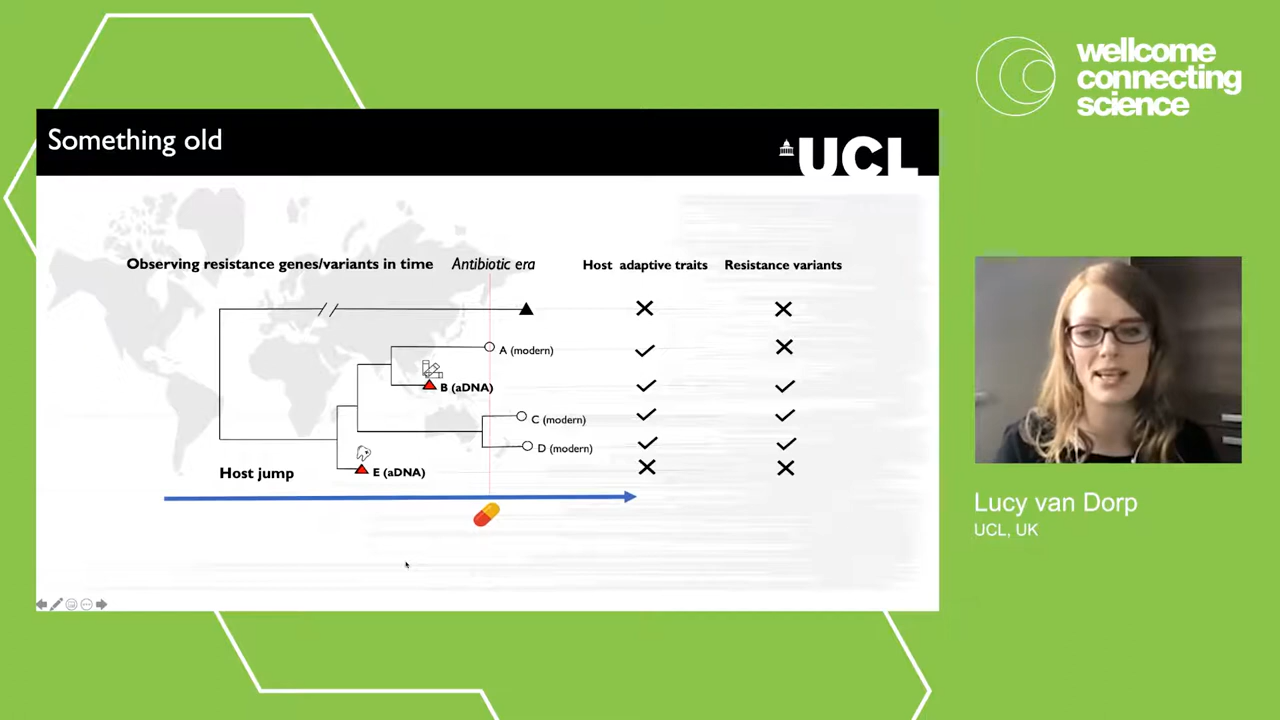 wellcome
connecting
science
Something old
UCL
Observing resistance genes/variants in time
Antibiotic era
Host adaptive traits
Resistance variants
A (modern)
B (aDNA)
C (modern)
D (modern)
E (aDNA)
Host jump
Lucy van Dorp
UCL, UK